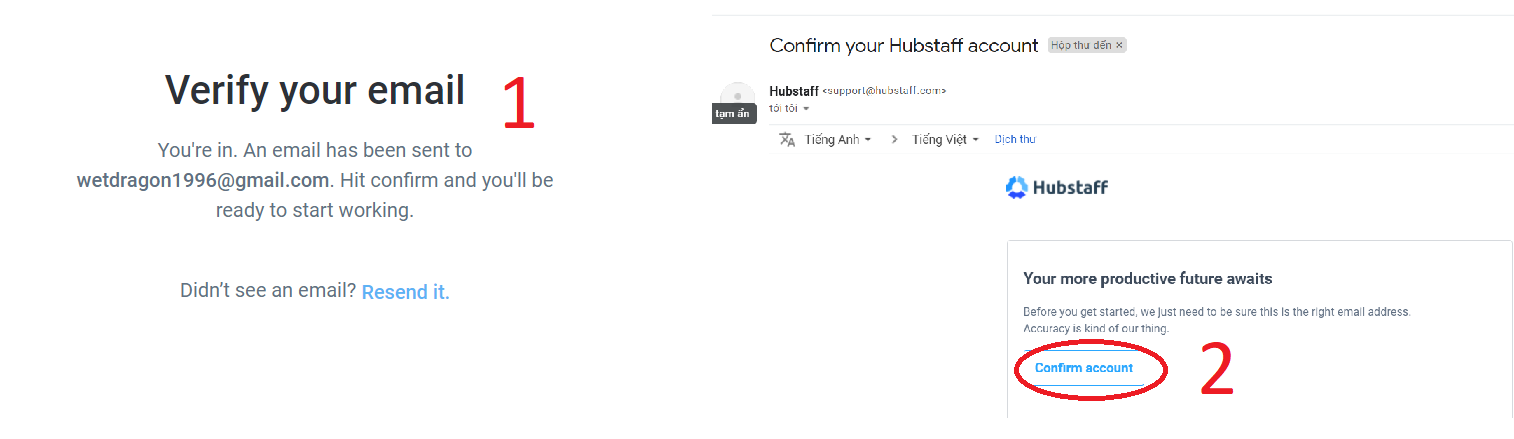 Verify your email
1
You're in. An email has been sent to
wetdragon1996@gmail.com. Hit confirm and you'll be
ready to start working.
Didn't see an email? Resend it.
Confirm your Hubstaff account Hộp thư đến ×
Hubstaff <support@hubstaff.com>
tới tôi
tạm ẩn
Tiếng Anh > Tiếng Việt Dịch thư
Hubstaff
Your more productive future awaits
Before you get started, we just need to be sure this is the right email address.
Accuracy is kind of our thing.
Confirm account
2